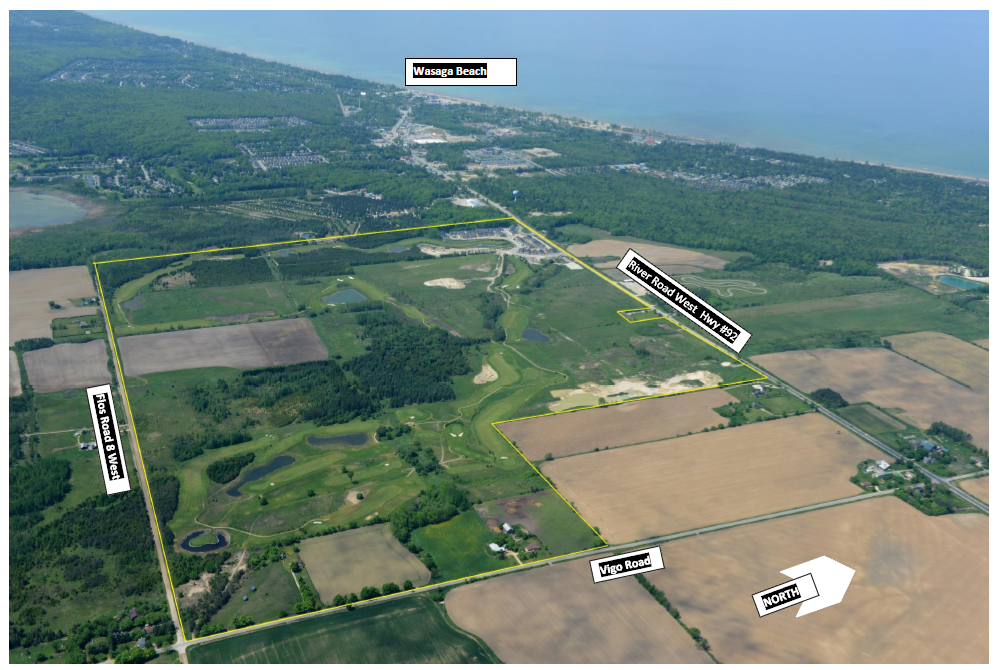 Wasaga Beach
River Road West Hwy #92
Flos Road 8 West
Vigo Road
NORTH